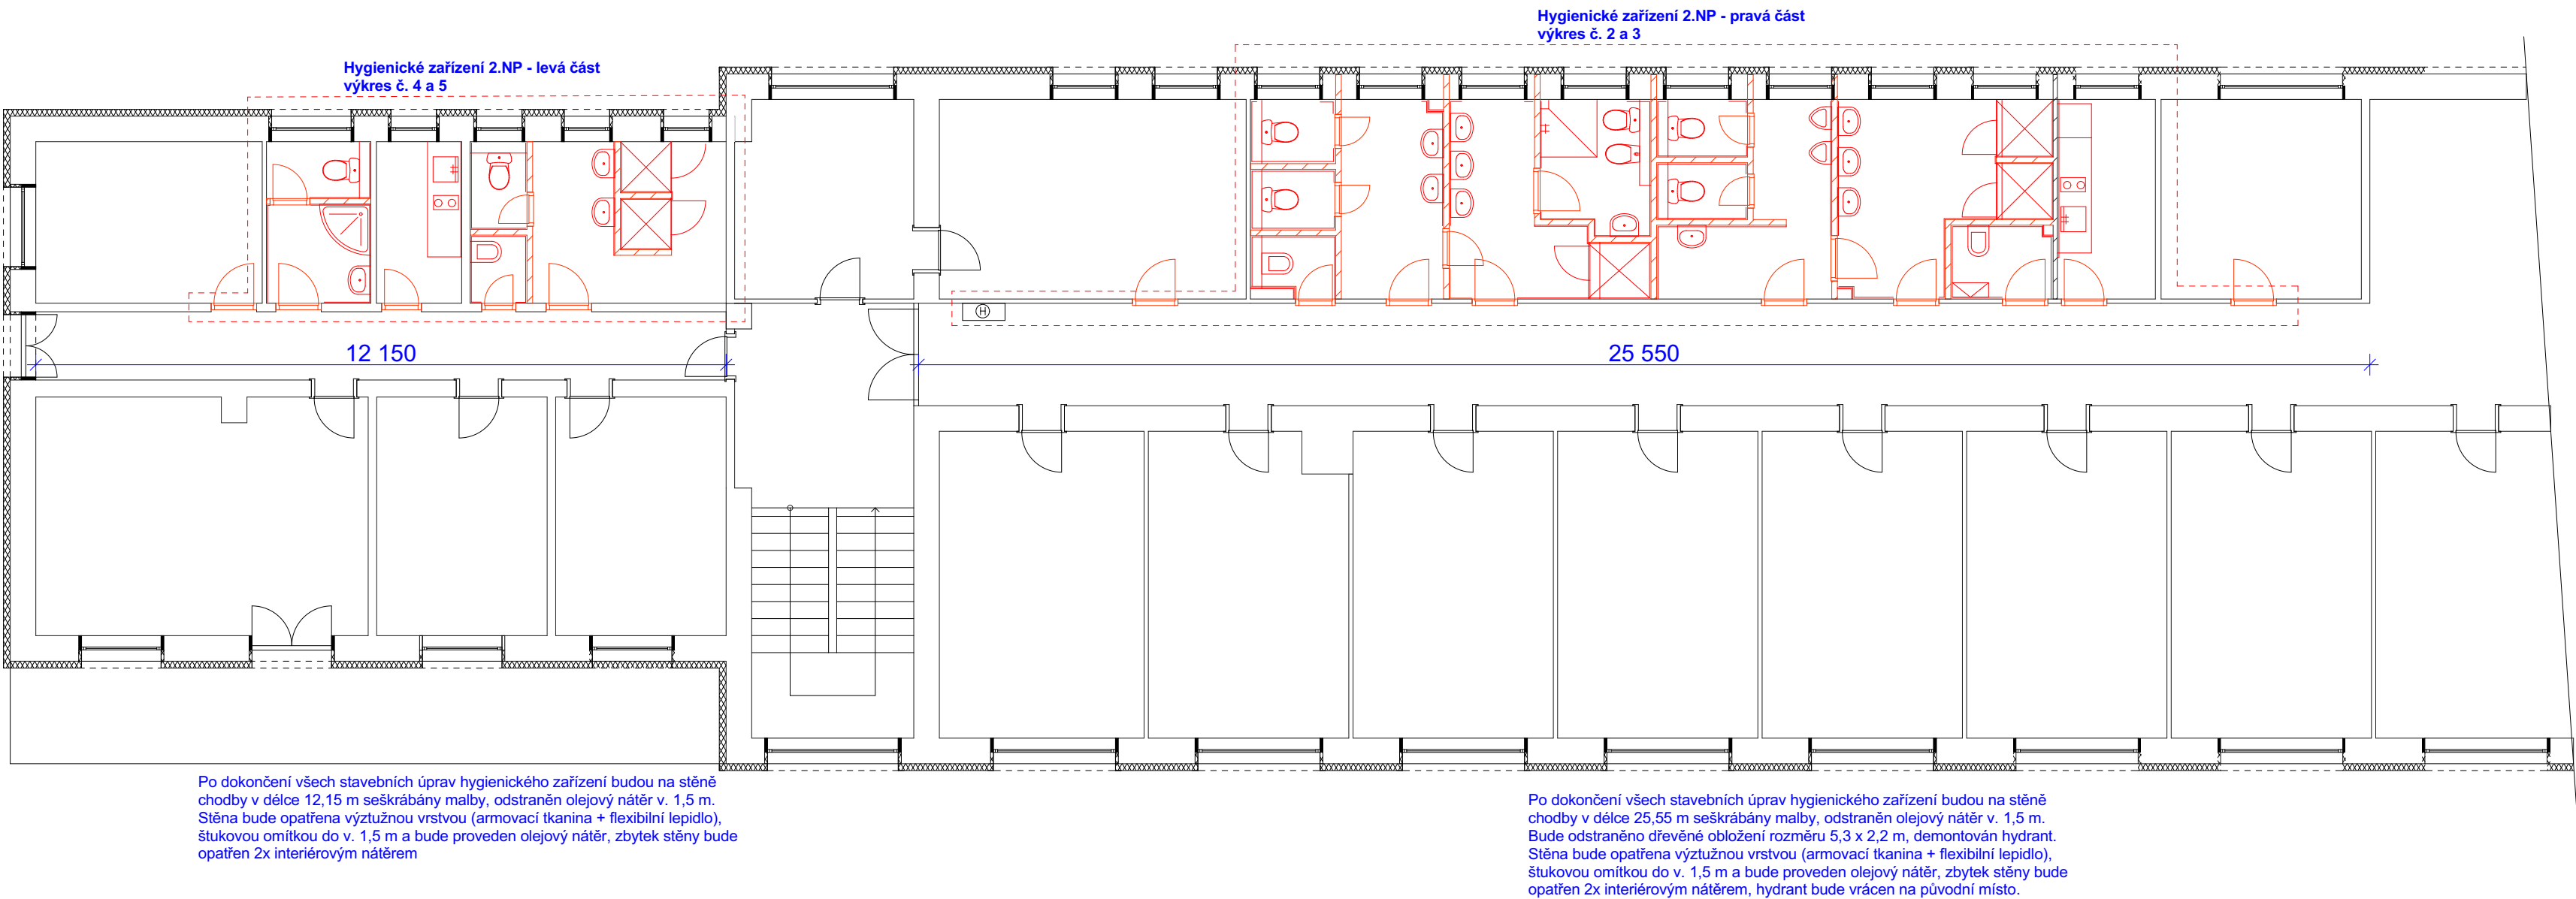 Hygienické zařízení 2.NP - pravá část
výkres č. 2 a 3
Hygienické zařízení 2.NP - levá část
výkres č. 4 a 5
H
12 150
25 550
Po dokončení všech stavebních úprav hygienického zařízení budou na stěně
chodby v délce 12,15 m seškrábány malby, odstraněn olejový nátěr v. 1,5 m.
Stěna bude opatřena výztužnou vrstvou (armovací tkanina + flexibilní lepidlo),
štukovou omítkou do v. 1,5 m a bude proveden olejový nátěr, zbytek stěny bude
opatřen 2x interiérovým nátěrem
Po dokončení všech stavebních úprav hygienického zařízení budou na stěně
chodby v délce 25,55 m seškrábány malby, odstraněn olejový nátěr v. 1,5 m.
Bude odstraněno dřevěné obložení rozměru 5,3 x 2,2 m, demontován hydrant.
Stěna bude opatřena výztužnou vrstvou (armovací tkanina + flexibilní lepidlo),
štukovou omítkou do v. 1,5 m a bude proveden olejový nátěr, zbytek stěny bude
opatřen 2x interiérovým nátěrem, hydrant bude vrácen na původní místo.